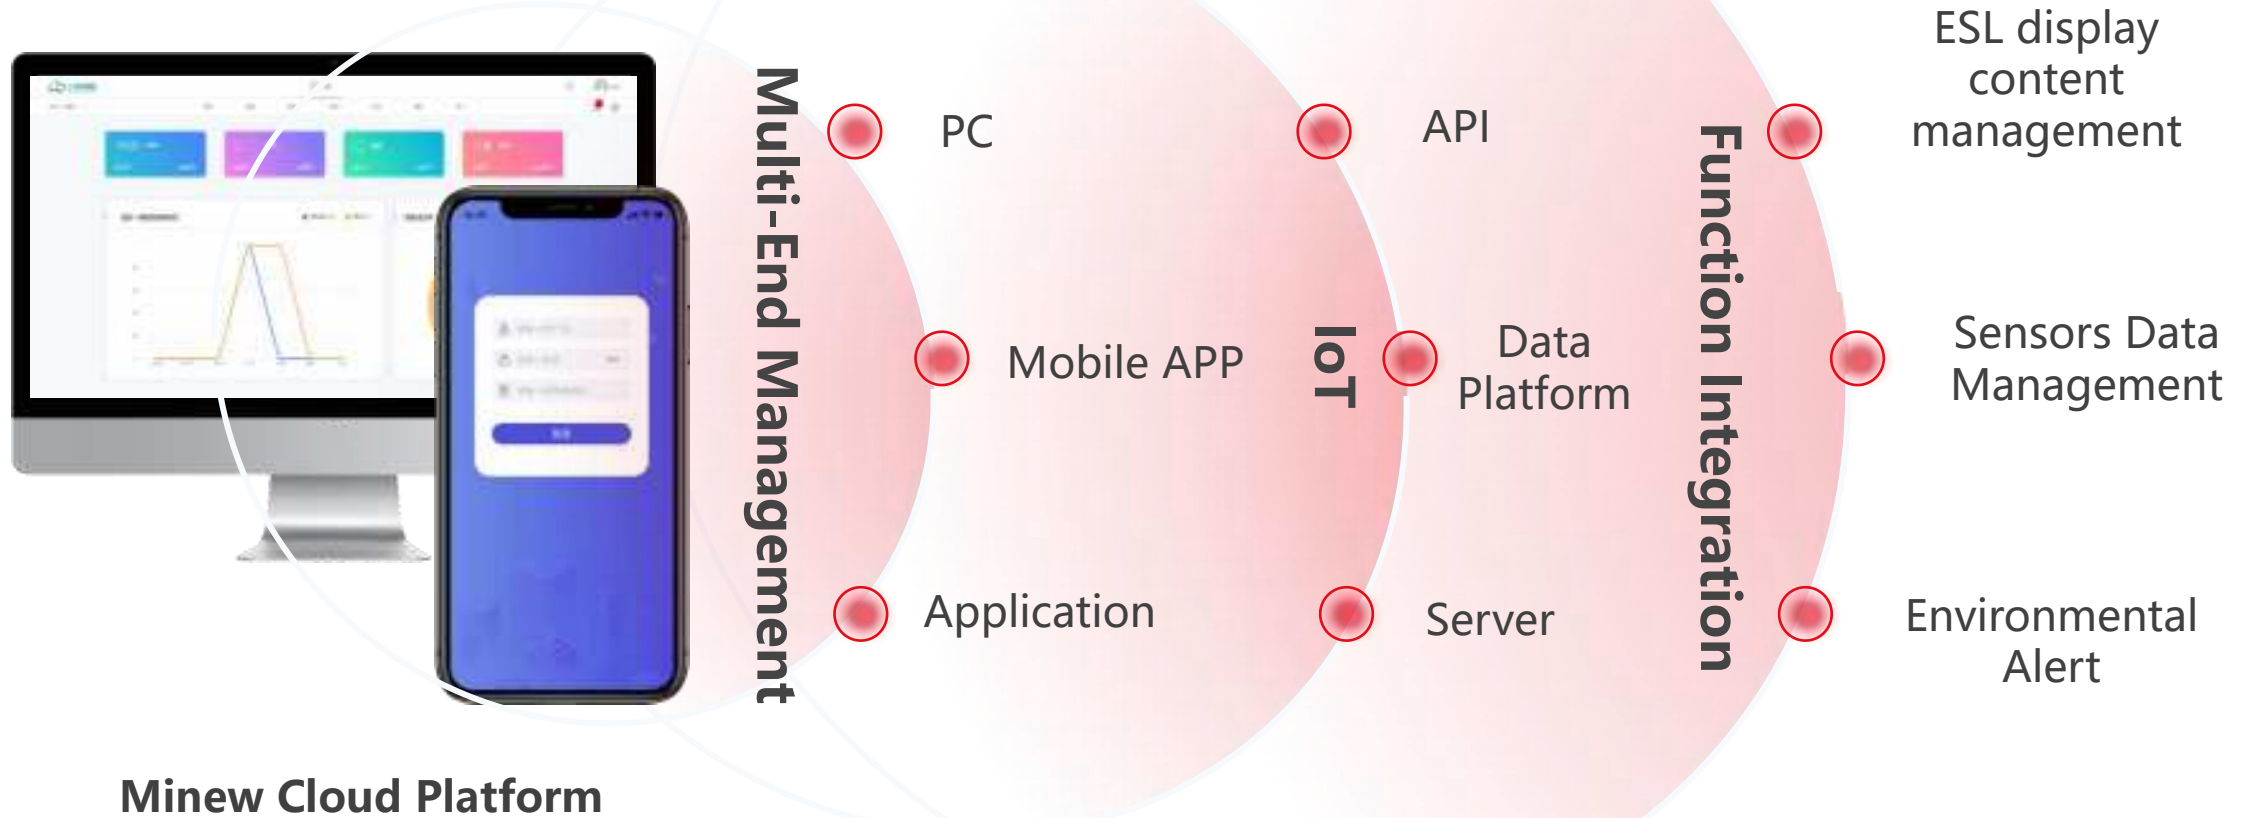 Minew Cloud Platform
Multi-End Management
PC
Mobile APP
Application
IoT
API
Data
Platform
Server
Function Integration
ESL display
content
management
Sensors Data
Management
Environmental
Alert